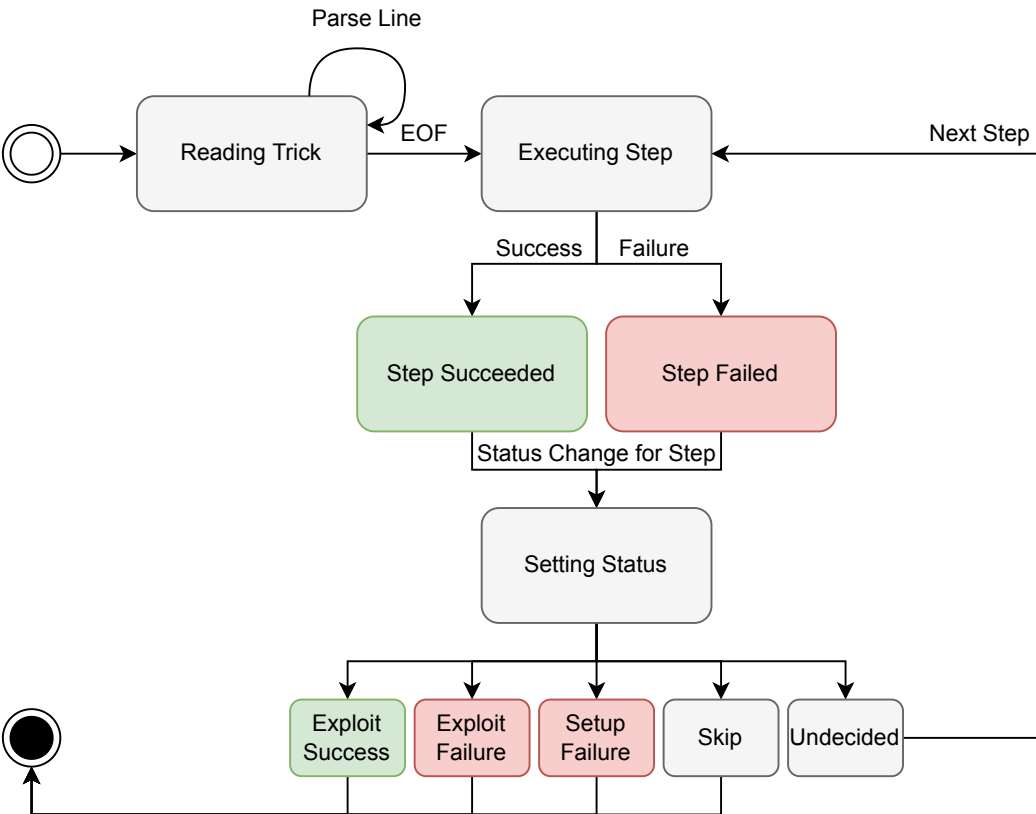 Parse Line
Reading Trick
EOF
Executing Step
Next Step
Success
Failure
Step Succeeded
Step Failed
Status Change for Step
Setting Status
Exploit
Success
Exploit
Failure
Setup
Failure
Skip
Undecided